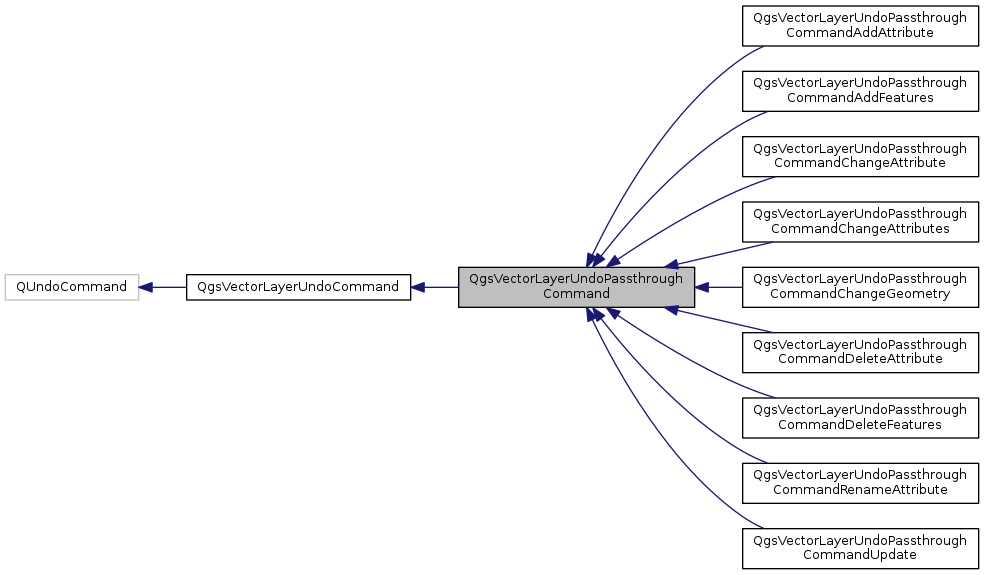 QgsVectorLayerUndoPassthrough
CommandAddAttribute
QgsVectorLayerUndoPassthrough
CommandAddFeatures
QgsVectorLayerUndoPassthrough
CommandChangeAttribute
QgsVectorLayerUndoPassthrough
CommandChangeAttributes
QUndoCommand
QgsVectorLayerUndoCommand
QgsVectorLayerUndoPassthrough
Command
QgsVectorLayerUndoPassthrough
CommandChangeGeometry
QgsVectorLayerUndoPassthrough
CommandDeleteAttribute
QgsVectorLayerUndoPassthrough
CommandDeleteFeatures
QgsVectorLayerUndoPassthrough
CommandRenameAttribute
QgsVectorLayerUndoPassthrough
CommandUpdate